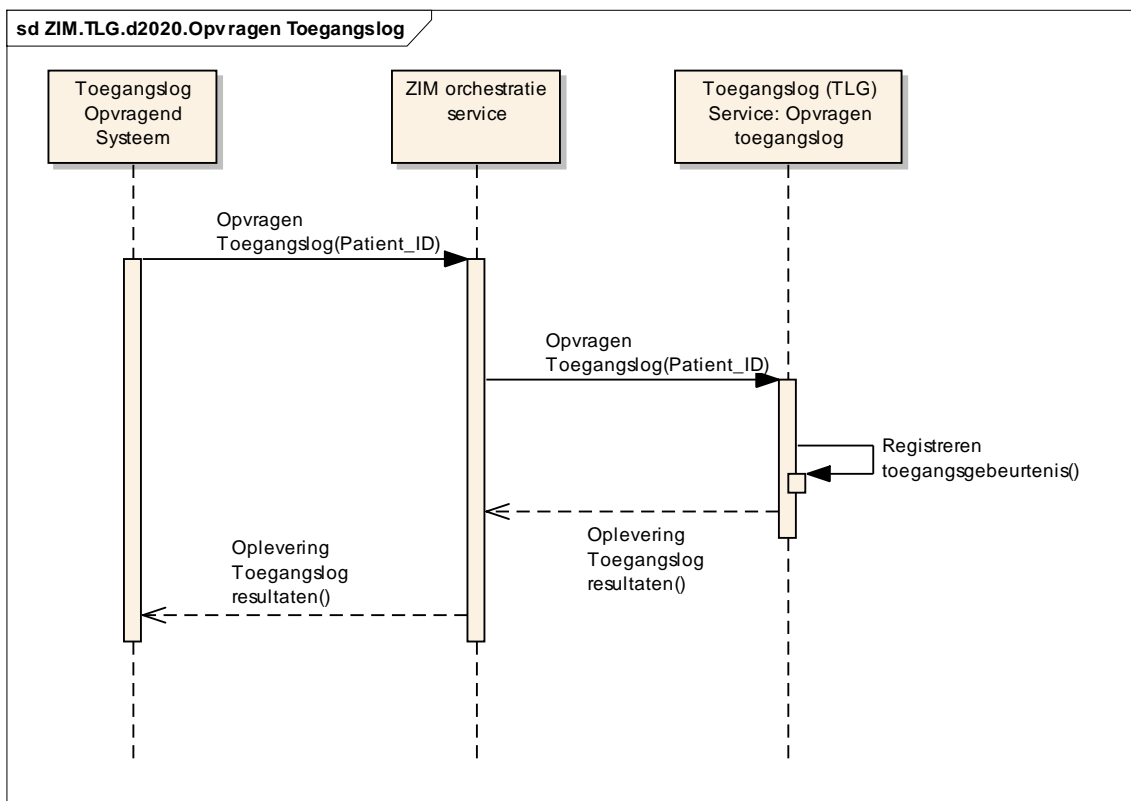 sd ZIM.TLG.d2020.Opvragen Toegangslog
Toegangslog
Opvragend
Systeem
ZIM orchestratie
service
Toegangslog (TLG)
Service: Opvragen
toegangslog
Opvragen
Toegangslog(Patient_ID)
Opvragen
Toegangslog(Patient_ID)
Registreren
toegangsgebeurtenis()
Oplevering
Toegangslog
resultaten()
Oplevering
Toegangslog
resultaten()